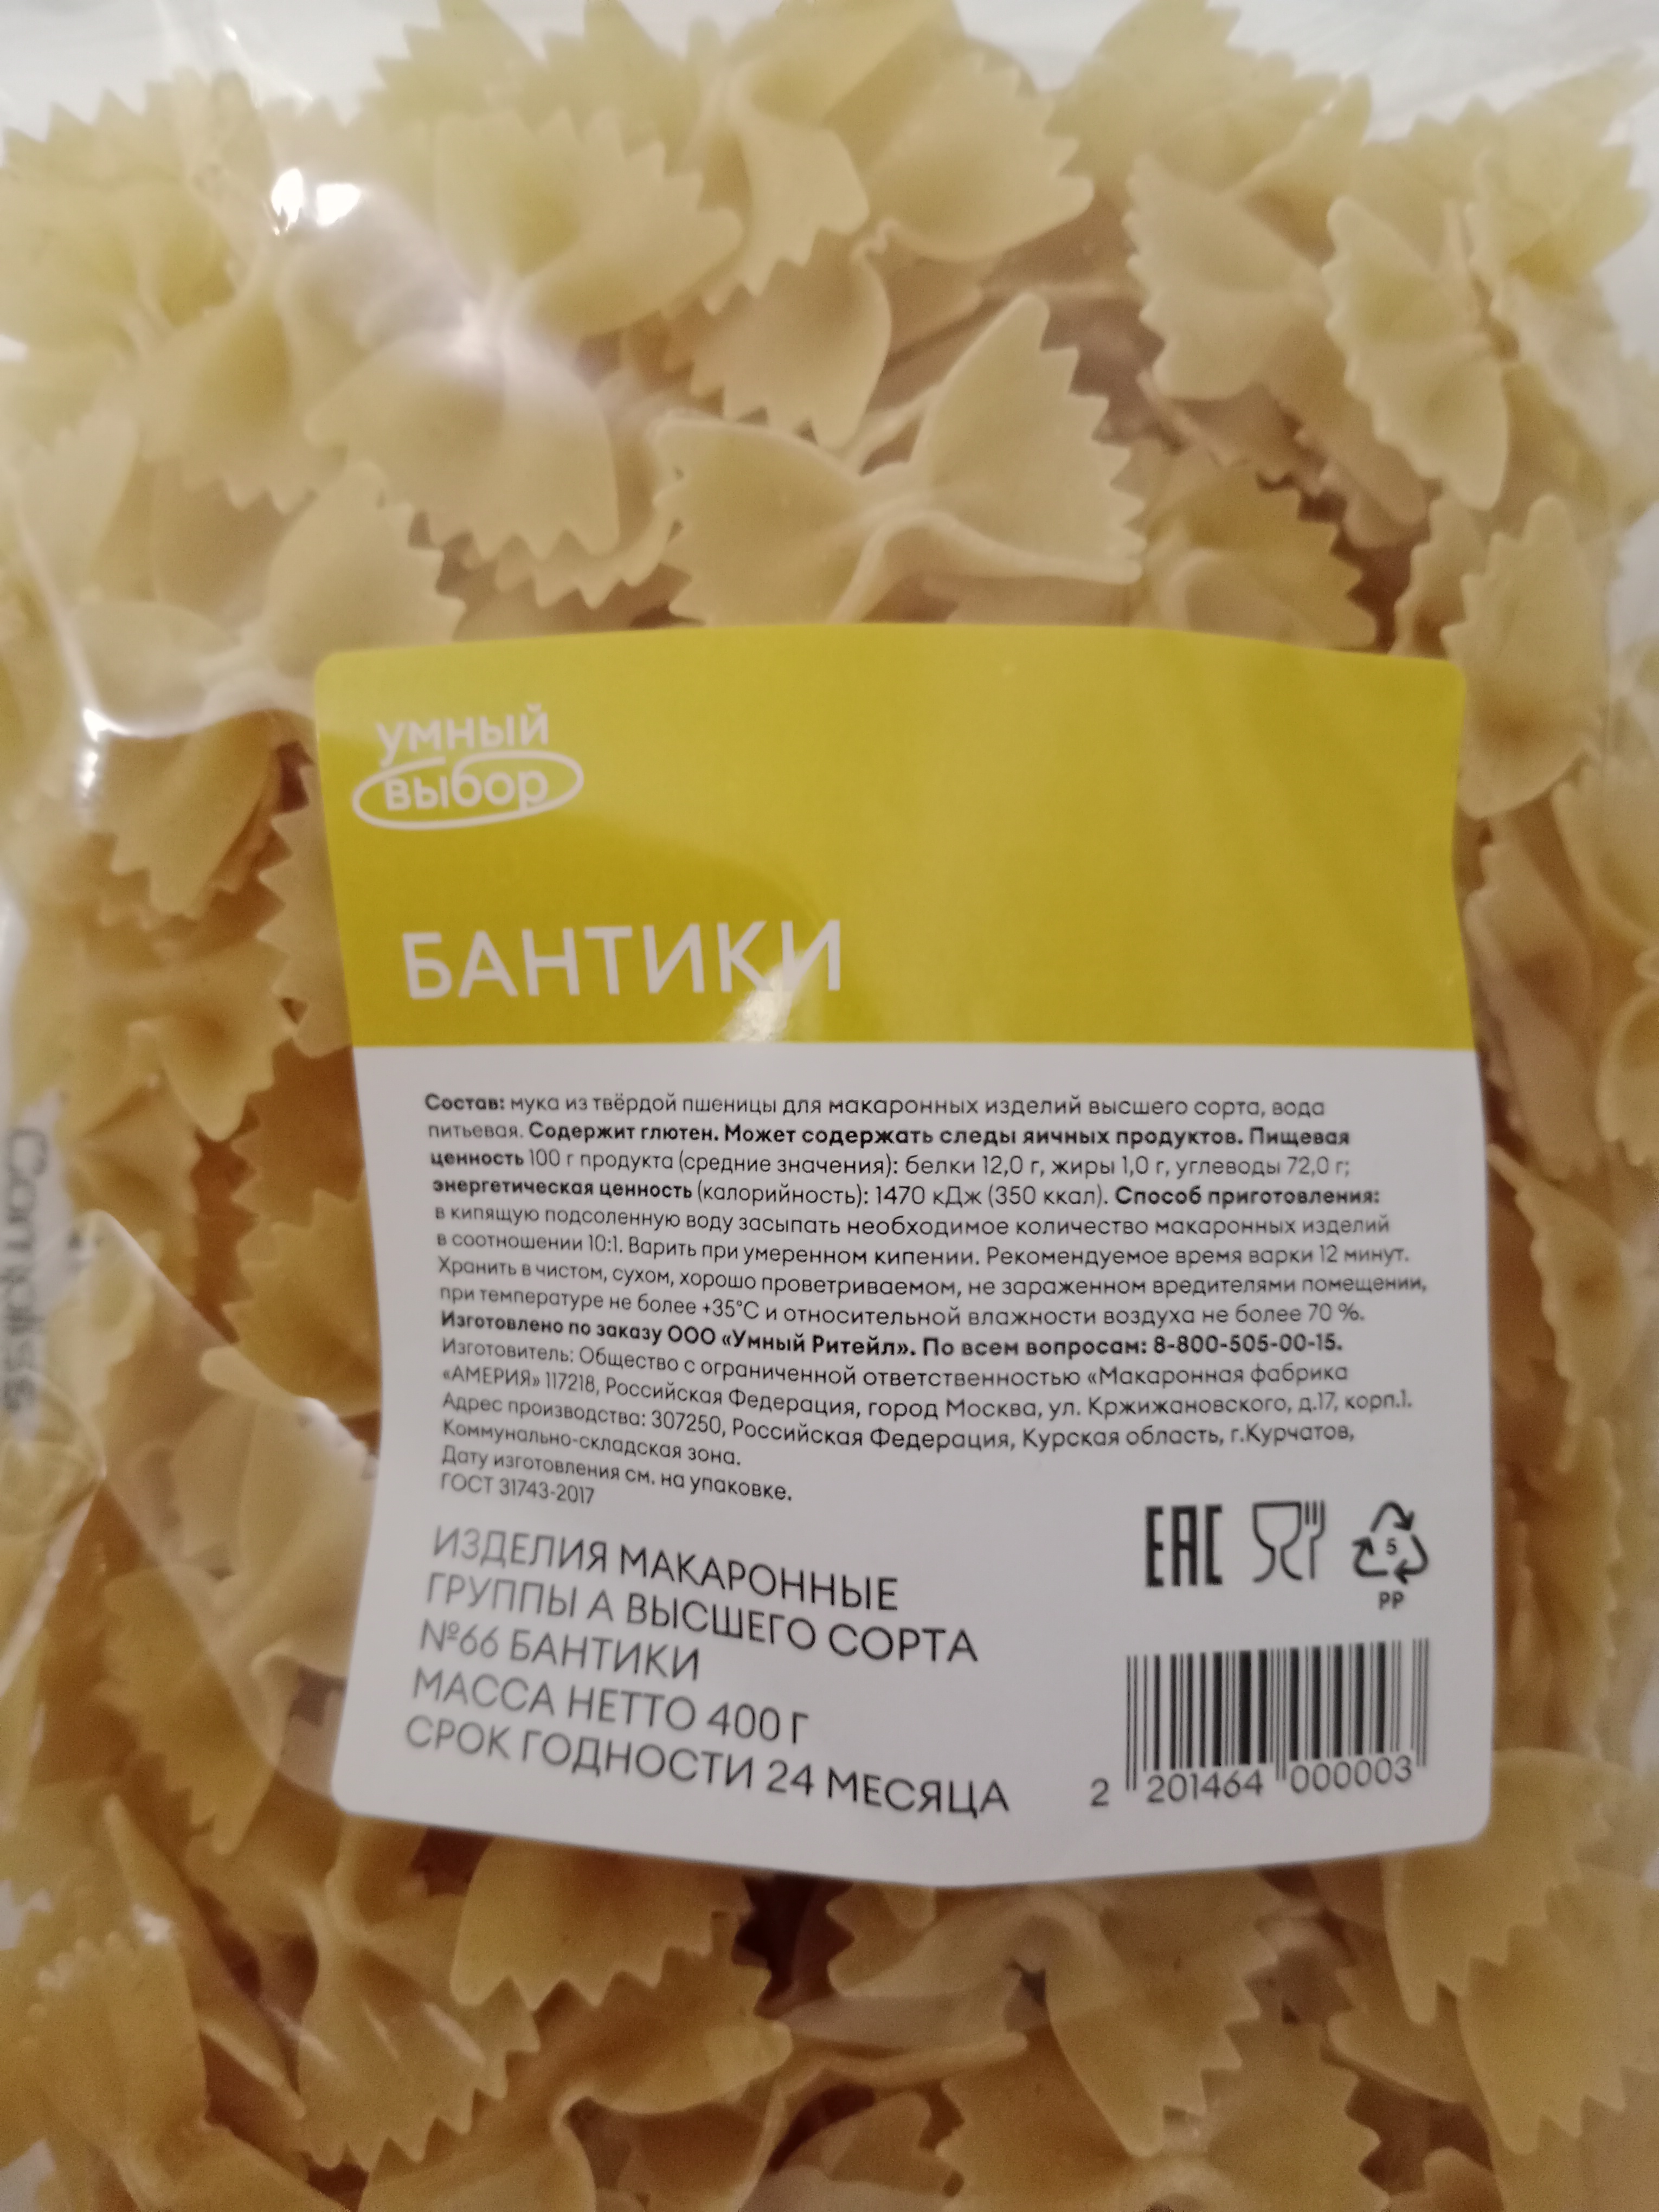 умный
выбор
БАНТИКИ
Состав: мука из твёрдой пшеницы для макаронных изделий высшего сорта, вода
питьевая. Содержит глютен. Может содержать следы яичных продуктов. Пищевая
ценность 100 г продукта (средние значения): белки 12,0 г, жиры 1,0 г, углеводы 72,0 г;
энергетическая ценность (калорийность): 1470 кДж (350 ккал). Способ приготовления:
в кипящую подсоленную воду засыпать необходимое количество макаронных изделий
в соотношении 10:1. Варить при умеренном кипении. Рекомендуемое время варки 12 минут.
Хранить в чистом, сухом, хорошо проветриваемом, не зараженном вредителями помещении,
при температуре не более +35°C и относительной влажности воздуха не более 70 %.
Изготовлено по заказу ООО «Умный Ритейл». По всем вопросам: 8-800-505-00-15.
Изготовитель: Общество с ограниченной ответственностью «Макаронная фабрика
«АМЕРИЯ» 117218, Российская Федерация, город Москва, ул. Кржижановского, д.17, корп.1.
Адрес производства: 307250, Российская Федерация, Курская область, г.Курчатов,
Коммунально-складская зона.
Дату изготовления см. на упаковке.
ГОСТ 31743-2017
ИЗДЕЛИЯ МАКАРОННЫЕ
ГРУППЫ А ВЫСШЕГО СОРТА
№66 БАНТИКИ
МАССА НЕТТО 400 Г
СРОК ГОДНОСТИ 24 МЕСЯЦА
EAC
5
PP
2 201464 000003